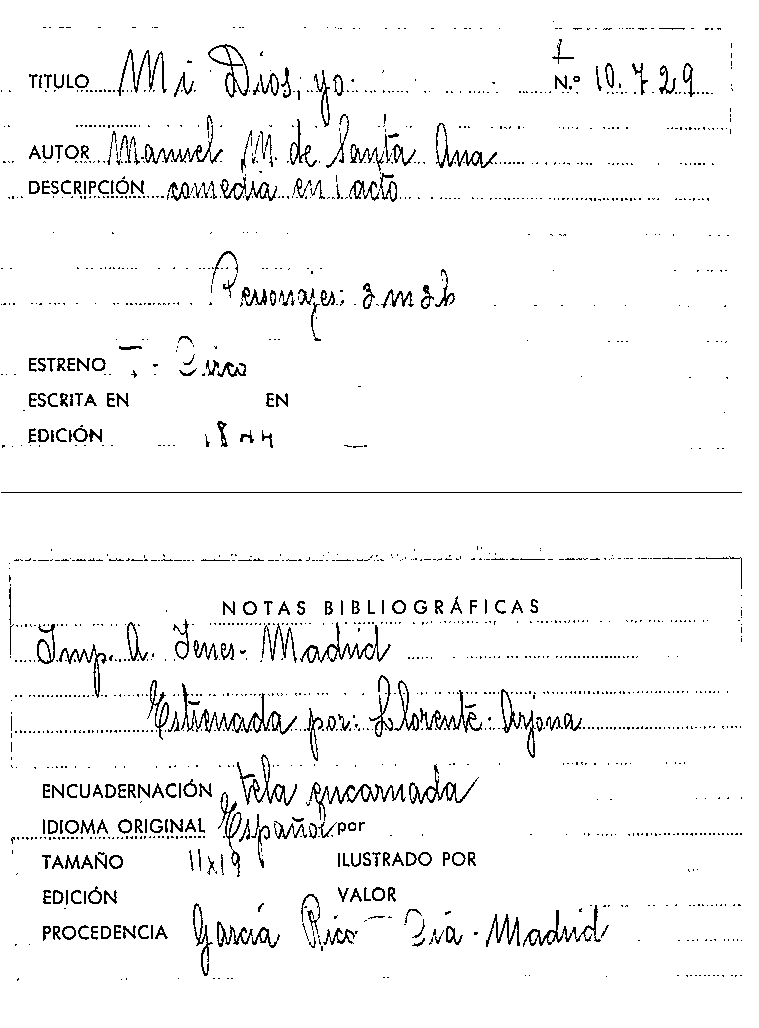 1
TITULO Mi Dios, yo. N.º 10.729
AUTOR Manuel M. de Santa Ana
DESCRIPCIÓN comedia en 1 acto
Personajes: 3 m 3 h
ESTRENO T. Circo
ESCRITA EN EN
EDICIÓN 1844
NOTAS BIBLIOGRÁFICAS
Imp. A. Yenes - Madrid
Estrenada por: Llorente - Arjona
ENCUADERNACIÓN tela encarnada
IDIOMA ORIGINAL Español por
TAMAÑO 11x19 ILUSTRADO POR
EDICIÓN VALOR
PROCEDENCIA García Rico Cía - Madrid